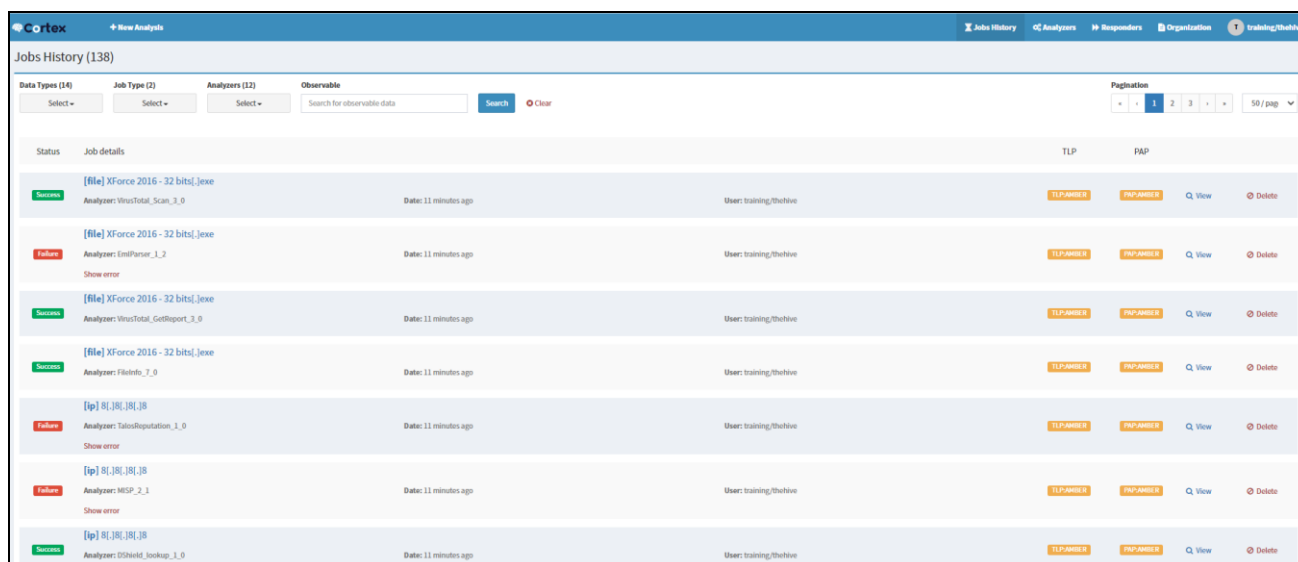 Cortex + New Analysis Jobs History Analyzers Responders Organization T training/thehive
Jobs History (138)
Data Types (14) Job Type (2) Analyzers (12) Observable Pagination
Select Select Select Search for observable data Search Clear « ‹ 1 2 3 › » 50 / page
Status Job details TLP PAP
[file] XForce 2016 - 32 bits[.]exe
Success Analyzer: VirusTotal_Scan_3_0 Date: 11 minutes ago User: training/thehive TLP:AMBER PAP:AMBER View Delete
[file] XForce 2016 - 32 bits[.]exe
Failure Analyzer: EmlParser_1_2 Date: 11 minutes ago User: training/thehive TLP:AMBER PAP:AMBER View Delete
Show error
[file] XForce 2016 - 32 bits[.]exe
Success Analyzer: VirusTotal_GetReport_3_0 Date: 11 minutes ago User: training/thehive TLP:AMBER PAP:AMBER View Delete
[file] XForce 2016 - 32 bits[.]exe
Success Analyzer: FileInfo_7_0 Date: 11 minutes ago User: training/thehive TLP:AMBER PAP:AMBER View Delete
[ip] 8[.]8[.]8[.]8
Failure Analyzer: TalosReputation_1_0 Date: 11 minutes ago User: training/thehive TLP:AMBER PAP:AMBER View Delete
Show error
[ip] 8[.]8[.]8[.]8
Failure Analyzer: MISP_2_1 Date: 11 minutes ago User: training/thehive TLP:AMBER PAP:AMBER View Delete
Show error
[ip] 8[.]8[.]8[.]8
Success Analyzer: DShield_lookup_1_0 Date: 11 minutes ago User: training/thehive TLP:AMBER PAP:AMBER View Delete